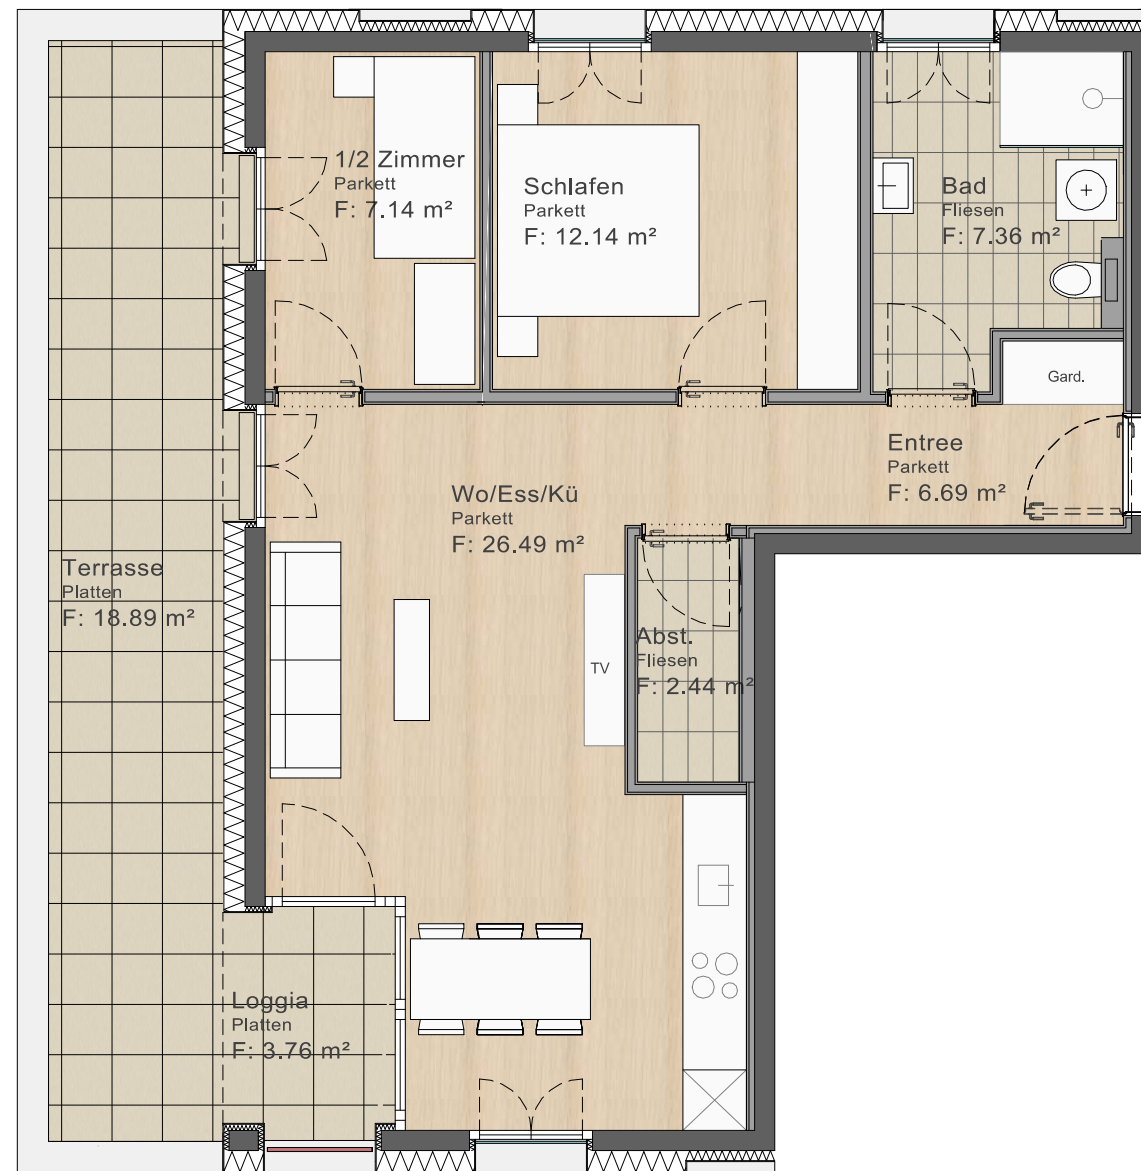 1/2 Zimmer
Parkett
F: 7.14 m²
Schlafen
Parkett
F: 12.14 m²
Bad
Fliesen
F: 7.36 m²
Gard.
Entree
Parkett
F: 6.69 m²
Wo/Ess/Kü
Parkett
F: 26.49 m²
Terrasse
Platten
F: 18.89 m²
Abst.
Fliesen
F: 2.44 m²
TV
Loggia
Platten
F: 3.76 m²